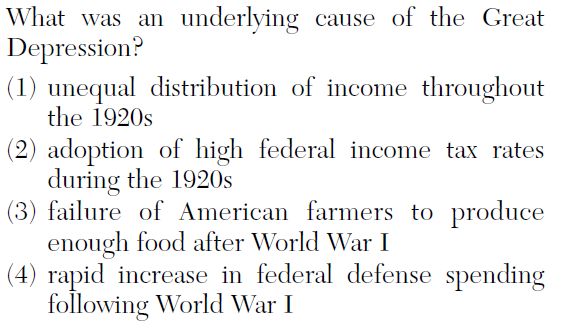 What was an underlying cause of the Great
Depression?
(1) unequal distribution of income throughout
the 1920s
(2) adoption of high federal income tax rates
during the 1920s
(3) failure of American farmers to produce
enough food after World War I
(4) rapid increase in federal defense spending
following World War I